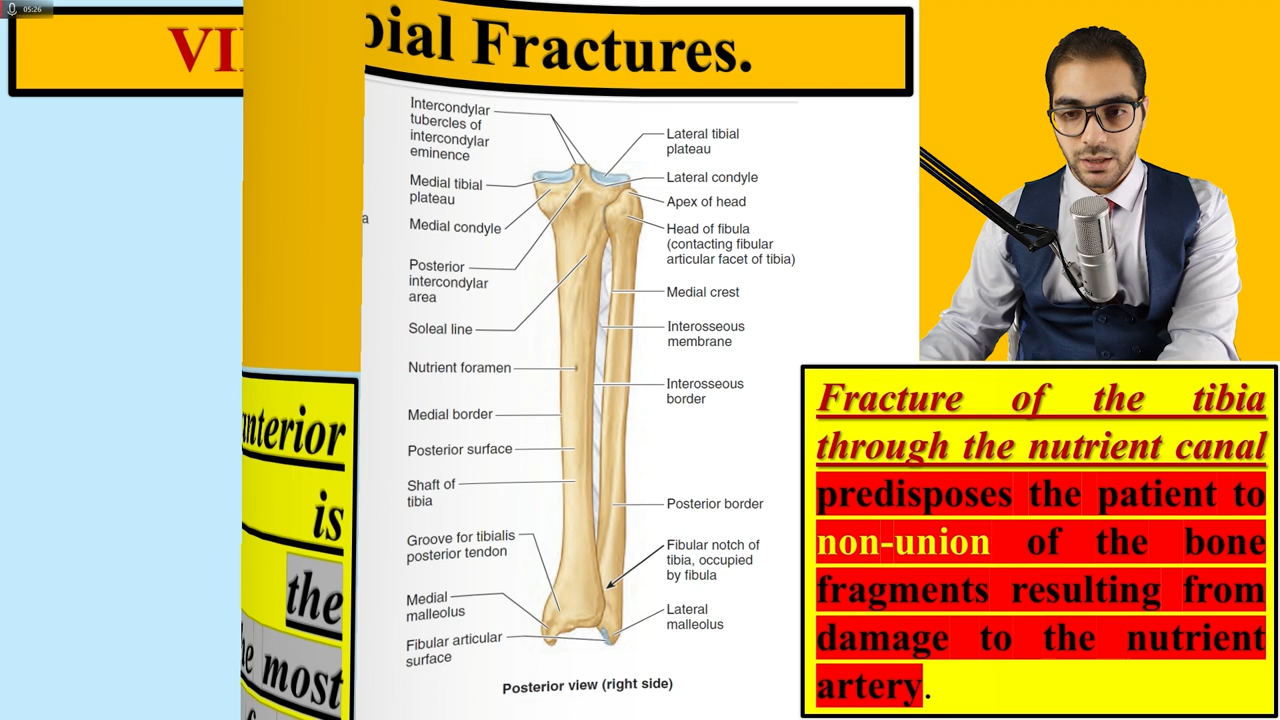 05:26
VI
bial Fractures.
Intercondylar
tubercles of
intercondylar
eminence
Medial tibial
plateau
Medial condyle
Posterior
intercondylar
area
Soleal line
Nutrient foramen
Medial border
Posterior surface
Shaft of
tibia
Groove for tibialis
posterior tendon
Medial
malleolus
Fibular articular
surface
Lateral tibial
plateau
Lateral condyle
Apex of head
Head of fibula
(contacting fibular
articular facet of tibia)
Medial crest
Interosseous
membrane
Interosseous
border
Posterior border
Fibular notch of
tibia, occupied
by fibula
Lateral
malleolus
Posterior view (right side)
a
anterior
is
the
most
Fracture of the tibia
through the nutrient canal
predisposes the patient to
non-union of the bone
fragments resulting from
damage to the nutrient
artery.